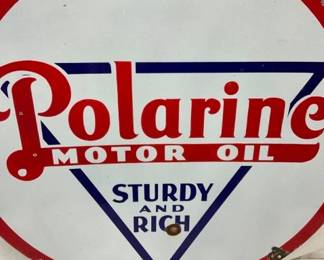 Polarine
MOTOR OIL
STURDY
AND
RICH